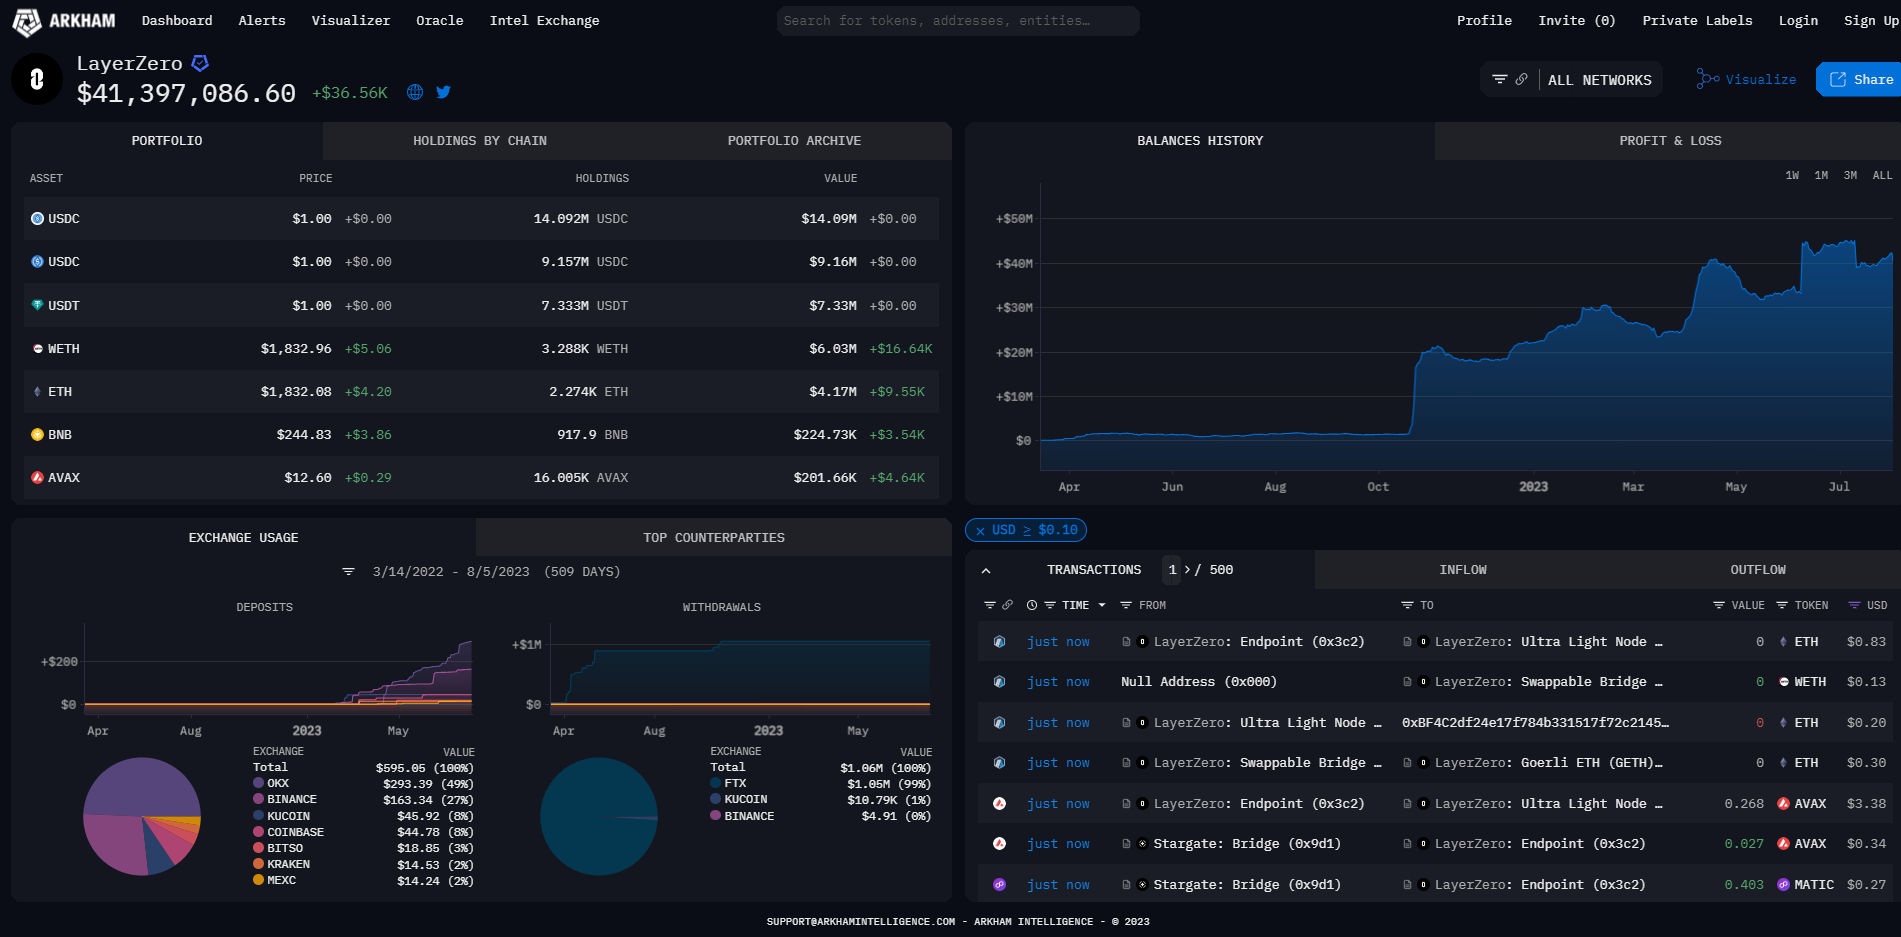 ARKHAM Dashboard Alerts Visualizer Oracle Intel Exchange Search for tokens, addresses, entities… Profile Invite (0) Private Labels Login Sign Up
LayerZero
$41,397,086.60 +$36.56K
ALL NETWORKS Visualize Share
PORTFOLIO HOLDINGS BY CHAIN PORTFOLIO ARCHIVE
ASSET PRICE HOLDINGS VALUE
USDC $1.00 +$0.00 14.092M USDC $14.09M +$0.00
USDC $1.00 +$0.00 9.157M USDC $9.16M +$0.00
USDT $1.00 +$0.00 7.333M USDT $7.33M +$0.00
WETH $1,832.96 +$5.06 3.288K WETH $6.03M +$16.64K
ETH $1,832.08 +$4.20 2.274K ETH $4.17M +$9.55K
BNB $244.83 +$3.86 917.9 BNB $224.73K +$3.54K
AVAX $12.60 +$0.29 16.005K AVAX $201.66K +$4.64K
BALANCES HISTORY PROFIT & LOSS
1W 1M 3M ALL
+$50M
+$40M
+$30M
+$20M
+$10M
$0
Apr Jun Aug Oct 2023 Mar May Jul
EXCHANGE USAGE TOP COUNTERPARTIES
3/14/2022 - 8/5/2023 (509 DAYS)
DEPOSITS
+$200
$0
Apr Aug 2023 May
EXCHANGE VALUE
Total $595.05 (100%)
OKX $293.39 (49%)
BINANCE $163.34 (27%)
KUCOIN $45.92 (8%)
COINBASE $44.78 (8%)
BITSO $18.85 (3%)
KRAKEN $14.53 (2%)
MEXC $14.24 (2%)
WITHDRAWALS
+$1M
$0
Apr Aug 2023 May
EXCHANGE VALUE
Total $1.06M (100%)
FTX $1.05M (99%)
KUCOIN $10.79K (1%)
BINANCE $4.91 (0%)
× USD ≥ $0.10
TRANSACTIONS 1 > / 500 INFLOW OUTFLOW
TIME FROM TO VALUE TOKEN USD
just now LayerZero: Endpoint (0x3c2) LayerZero: Ultra Light Node … 0 ETH $0.83
just now Null Address (0x000) LayerZero: Swappable Bridge … 0 WETH $0.13
just now LayerZero: Ultra Light Node … 0xBF4C2df24e17f784b331517f72c2145… 0 ETH $0.20
just now LayerZero: Swappable Bridge … LayerZero: Goerli ETH (GETH)… 0 ETH $0.30
just now LayerZero: Endpoint (0x3c2) LayerZero: Ultra Light Node … 0.268 AVAX $3.38
just now Stargate: Bridge (0x9d1) LayerZero: Endpoint (0x3c2) 0.027 AVAX $0.34
just now Stargate: Bridge (0x9d1) LayerZero: Endpoint (0x3c2) 0.403 MATIC $0.27
SUPPORT@ARKHAMINTELLIGENCE.COM - ARKHAM INTELLIGENCE - © 2023